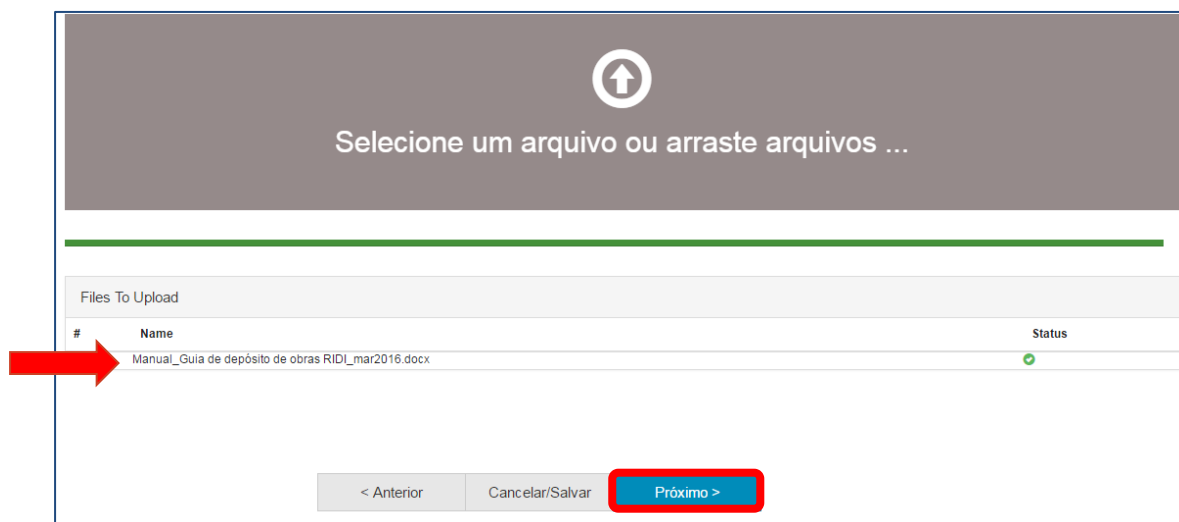 Selecione um arquivo ou arraste arquivos ...
Files To Upload
# Name Status
Manual_Guia de depósito de obras RIDI_mar2016.docx
< Anterior Cancelar/Salvar Próximo >